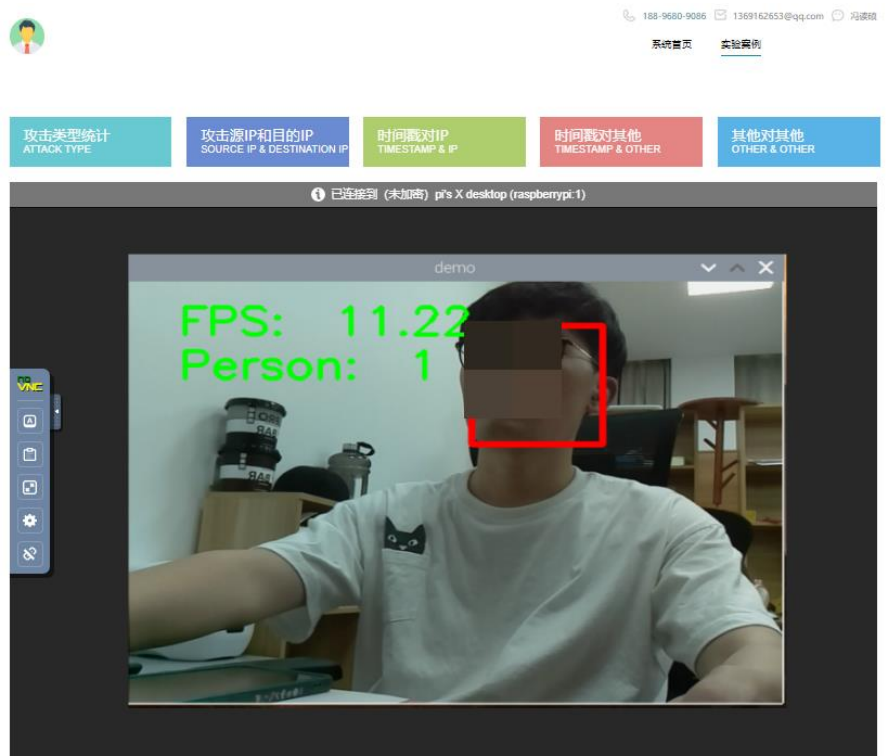 188-9680-9086 1369162653@qq.com 冯读硕
系统首页 实验案例
攻击类型统计
ATTACK TYPE
攻击源IP和目的IP
SOURCE IP & DESTINATION IP
时间戳对IP
TIMESTAMP & IP
时间戳对其他
TIMESTAMP & OTHER
其他对其他
OTHER & OTHER
已连接到（未加密）pi's X desktop (raspberrypi:1)
demo
FPS: 11.22
Person: 1
no
VNC
A